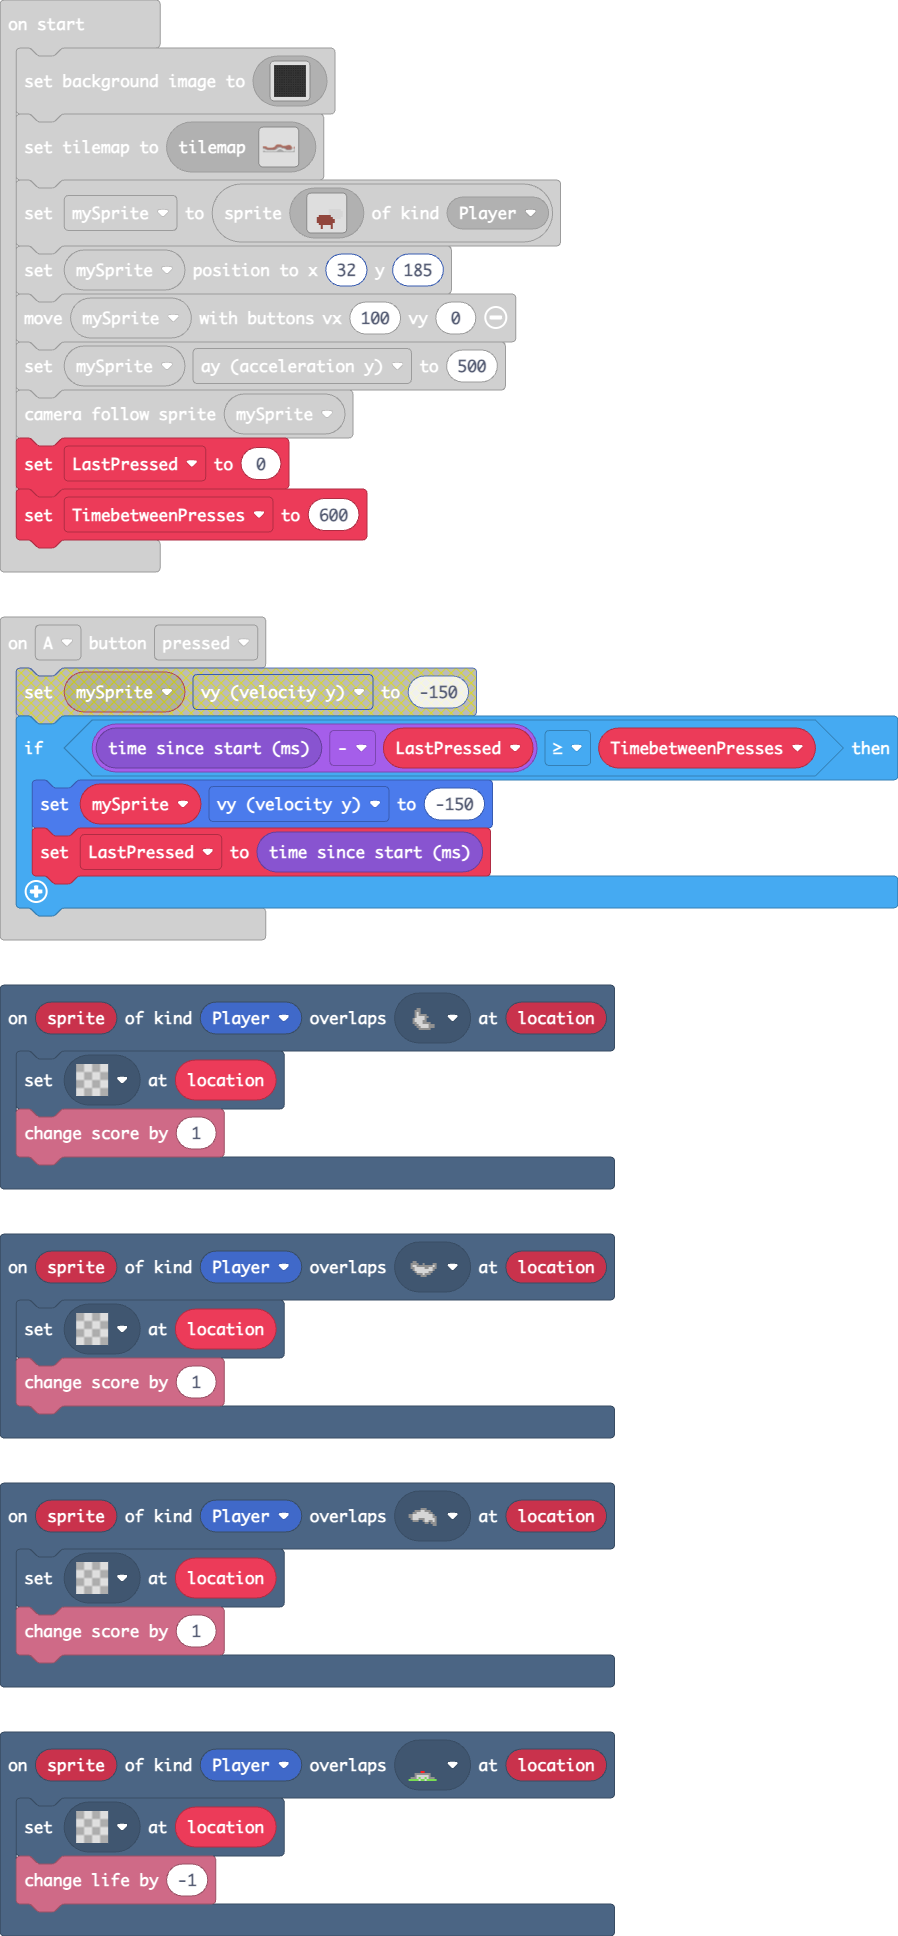 on start
set background image to
set tilemap to tilemap
set mySprite to sprite of kind Player
set mySprite position to x 32 y 185
move mySprite with buttons vx 100 vy 0
set mySprite ay (acceleration y) to 500
camera follow sprite mySprite
set LastPressed to 0
set TimebetweenPresses to 600
on A button pressed
set mySprite vy (velocity y) to -150
if time since start (ms) - LastPressed ≥ TimebetweenPresses then
set mySprite vy (velocity y) to -150
set LastPressed to time since start (ms)
on sprite of kind Player overlaps at location
set at location
change score by 1
on sprite of kind Player overlaps at location
set at location
change score by 1
on sprite of kind Player overlaps at location
set at location
change score by 1
on sprite of kind Player overlaps at location
set at location
change life by -1